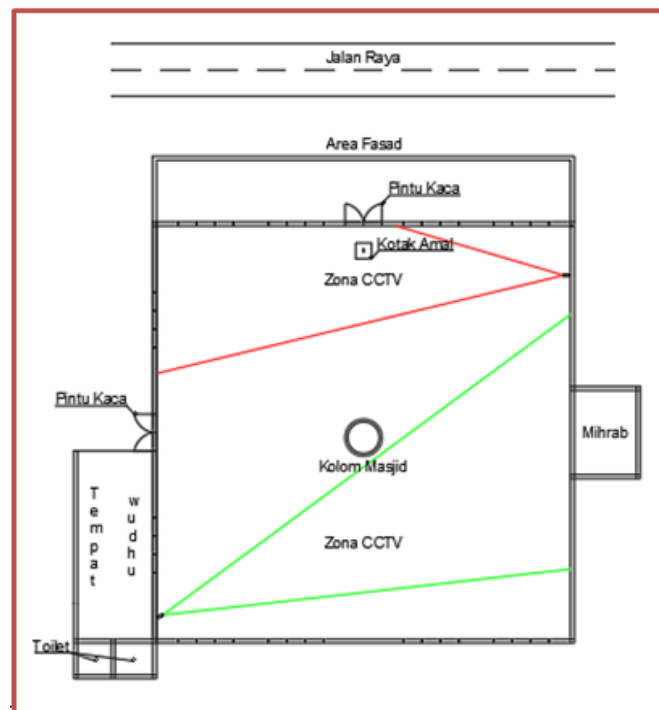 Jalan Raya
Area Fasad
Pintu Kaca
Kotak Amal
Zona CCTV
Pintu Kaca
Mihrab
Kolom Masjid
Tempat
wudhu
Zona CCTV
Toilet